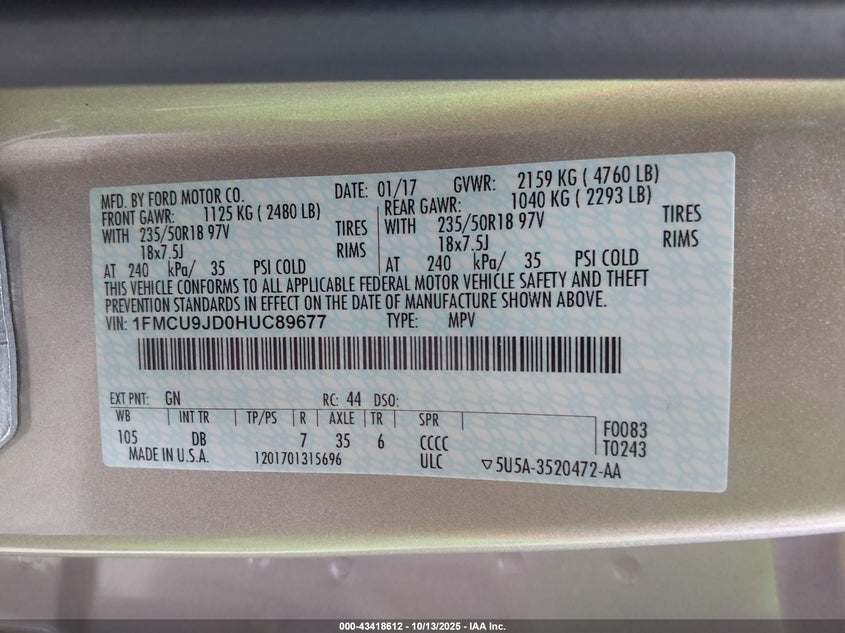 MFD. BY FORD MOTOR CO. DATE: 01/17 GVWR: 2159 KG ( 4760 LB)
FRONT GAWR: 1125 KG ( 2480 LB) REAR GAWR: 1040 KG ( 2293 LB)
WITH 235/50R18 97V TIRES WITH 235/50R18 97V TIRES
18x7.5J RIMS 18x7.5J RIMS
AT 240 kPa/ 35 PSI COLD AT 240 kPa/ 35 PSI COLD
THIS VEHICLE CONFORMS TO ALL APPLICABLE FEDERAL MOTOR VEHICLE SAFETY AND THEFT
PREVENTION STANDARDS IN EFFECT ON THE DATE OF MANUFACTURE SHOWN ABOVE.
VIN: 1FMCU9JD0HUC89677 TYPE: MPV
EXT PNT: GN RC: 44 DSO:
WB INT TR TP/PS R AXLE TR SPR F0083
105 DB 7 35 6 CCCC T0243
MADE IN U.S.A. 1201701315696 ULC 5U5A-3520472-AA
000-43418612 - 10/13/2025 - IAA Inc.